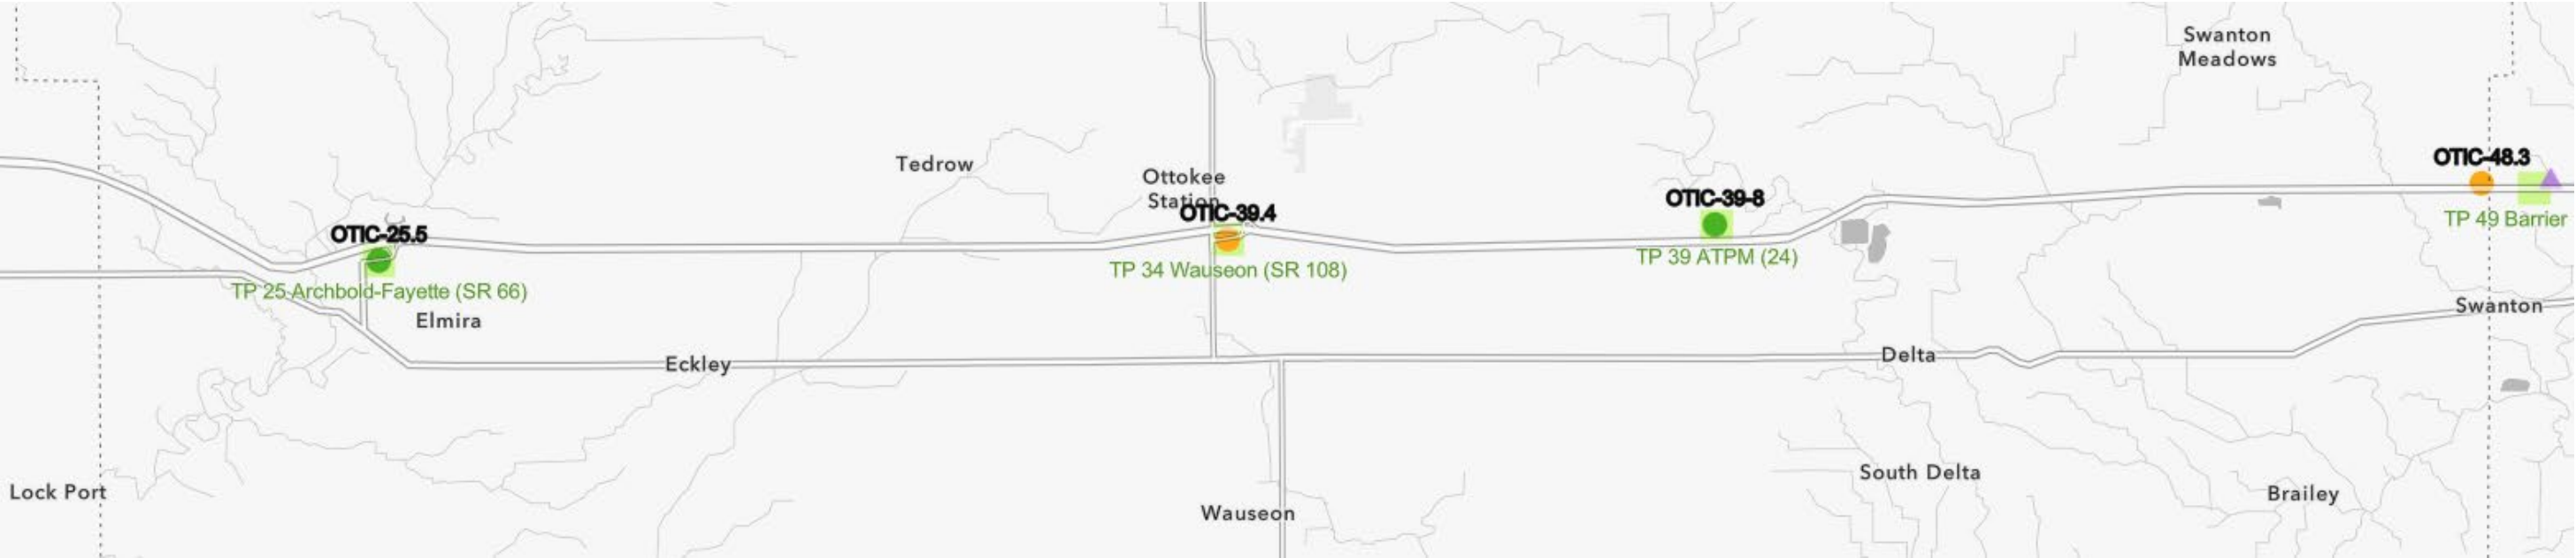 Swanton
Meadows
OTIC-48.3
Tedrow
Ottokee
Station
OTIC-39-8
OTIC-39.4
TP 49 Barrier
OTIC-25.5
TP 39 ATPM (24)
TP 34 Wauseon (SR 108)
TP 25 Archbold-Fayette (SR 66)
Swanton
Elmira
Delta
Eckley
South Delta
Lock Port
Brailey
Wauseon